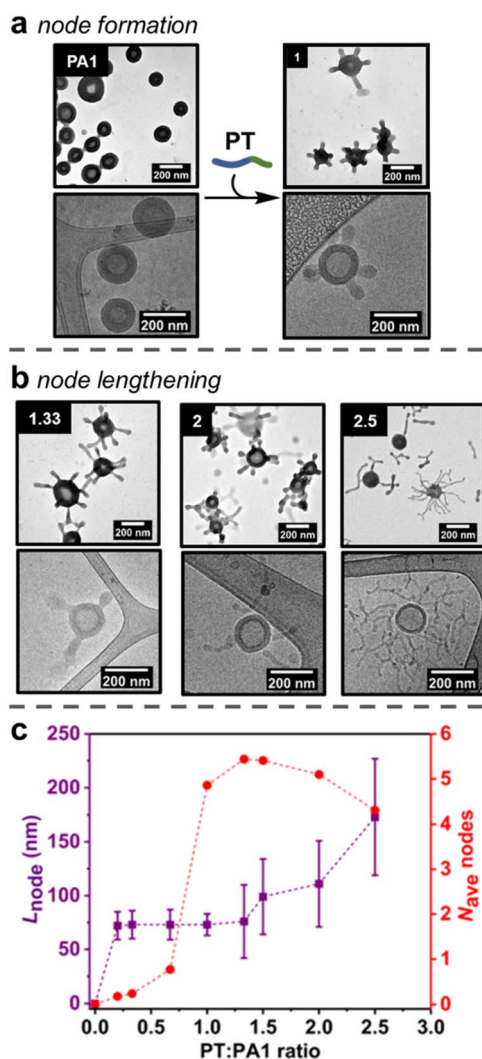 a node formation
PA1
200 nm
PT
1
200 nm
200 nm
200 nm
b node lengthening
1.33
200 nm
2
200 nm
2.5
200 nm
200 nm
200 nm
200 nm
c
250
200
150
100
50
0
L node (nm)
6
5
4
3
2
1
0
N ave nodes
0.0 0.5 1.0 1.5 2.0 2.5 3.0
PT:PA1 ratio